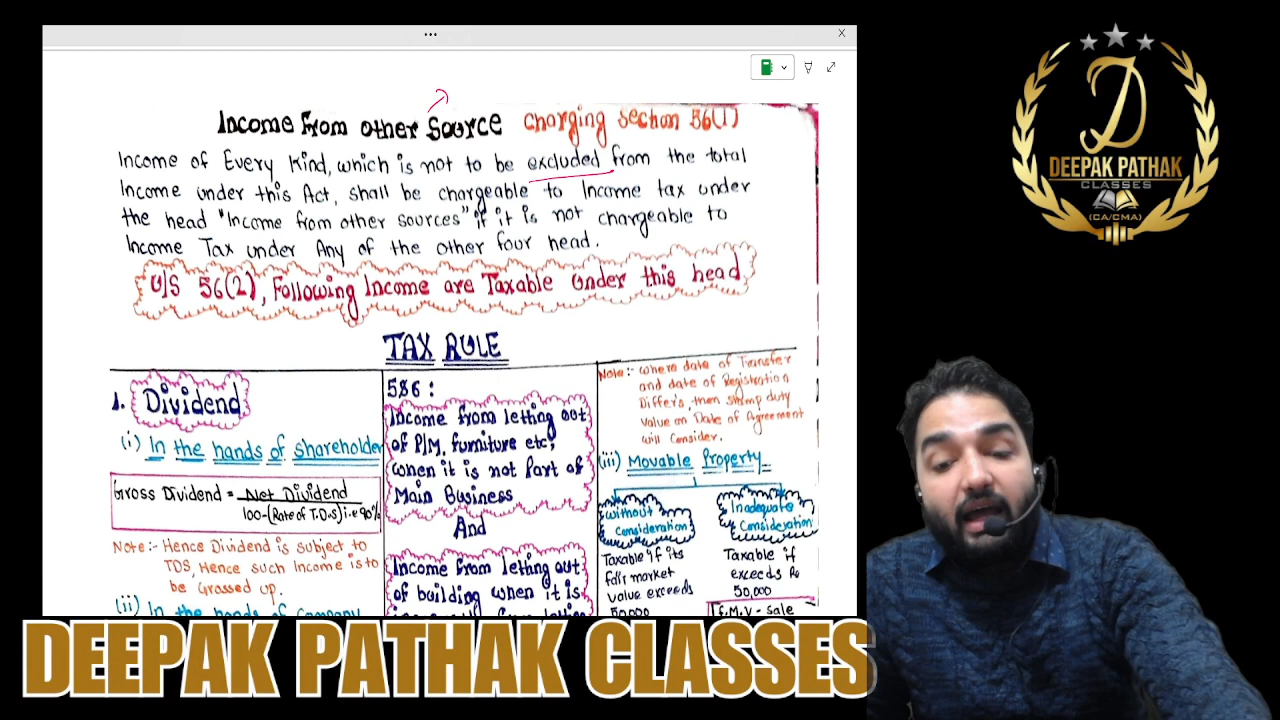 Income From other Source Charging Section 56(1)
Income of Every Kind, which is not to be excluded from the total
Income under this Act, shall be chargeable to Income tax under
the head "Income from other sources" if it is not chargeable to
Income Tax under Any of the other four head.
U/S 56(2), Following Income are Taxable Under this head
TAX RULE
1. Dividend
(i) In the hands of shareholder
Gross Dividend = Net Dividend
100-(Rate of T.D.S) i.e 90%
Note:- Hence Dividend is subject to
TDS, Hence such Income is to
be Grossed up.
(ii) In the hands of Company
5&6:
Income from letting out
of P/M, furniture etc,
when it is not Part of
Main Business
And
Income from letting out
of building when it is
Note:- where date of Transfer
and date of Registration
Differs, then Stamp duty
Value on Date of Agreement
will Consider.
(iii) Movable Property
Without
Consideration
Taxable if its
fair market
value exceeds
50,000
Inadequate
Consideration
Taxable if
exceeds Rs
50,000
F.M.V - Sale
D
DEEPAK PATHAK
CLASSES
(CA/CMA)
DEEPAK PATHAK CLASSES